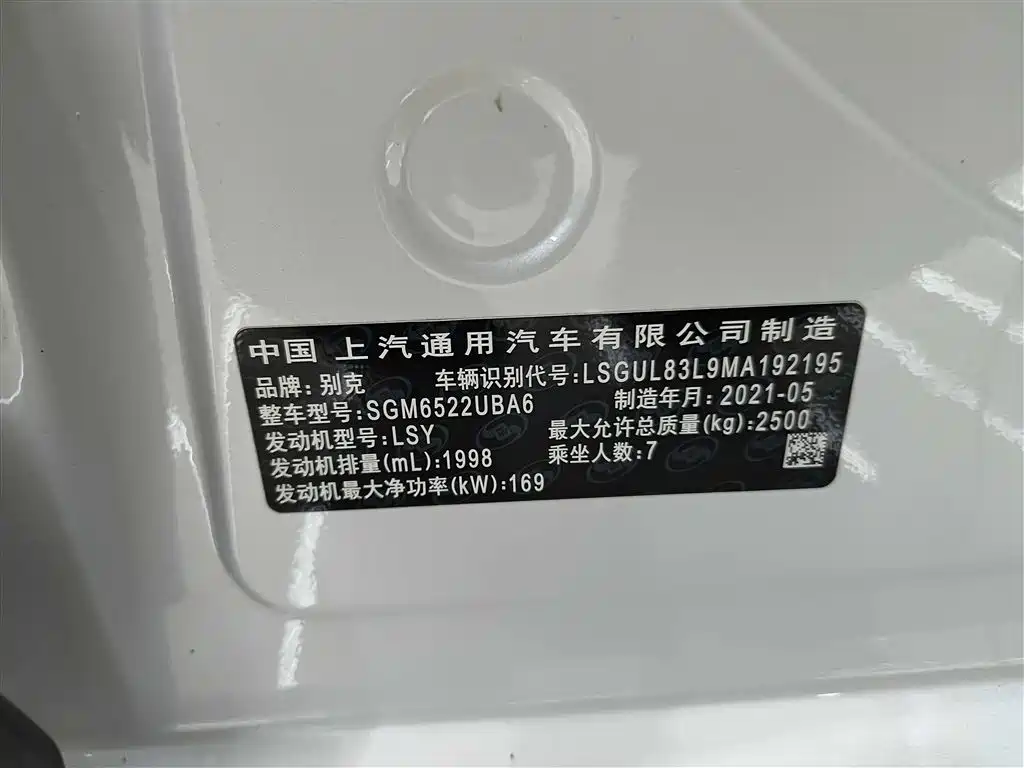 中国 上汽通用汽车有限公司制造
品牌:别克 车辆识别代号:LSGUL83L9MA192195
整车型号:SGM6522UBA6 制造年月:2021-05
发动机型号:LSY 最大允许总质量(kg):2500
发动机排量(mL):1998 乘坐人数:7
发动机最大净功率(kW):169